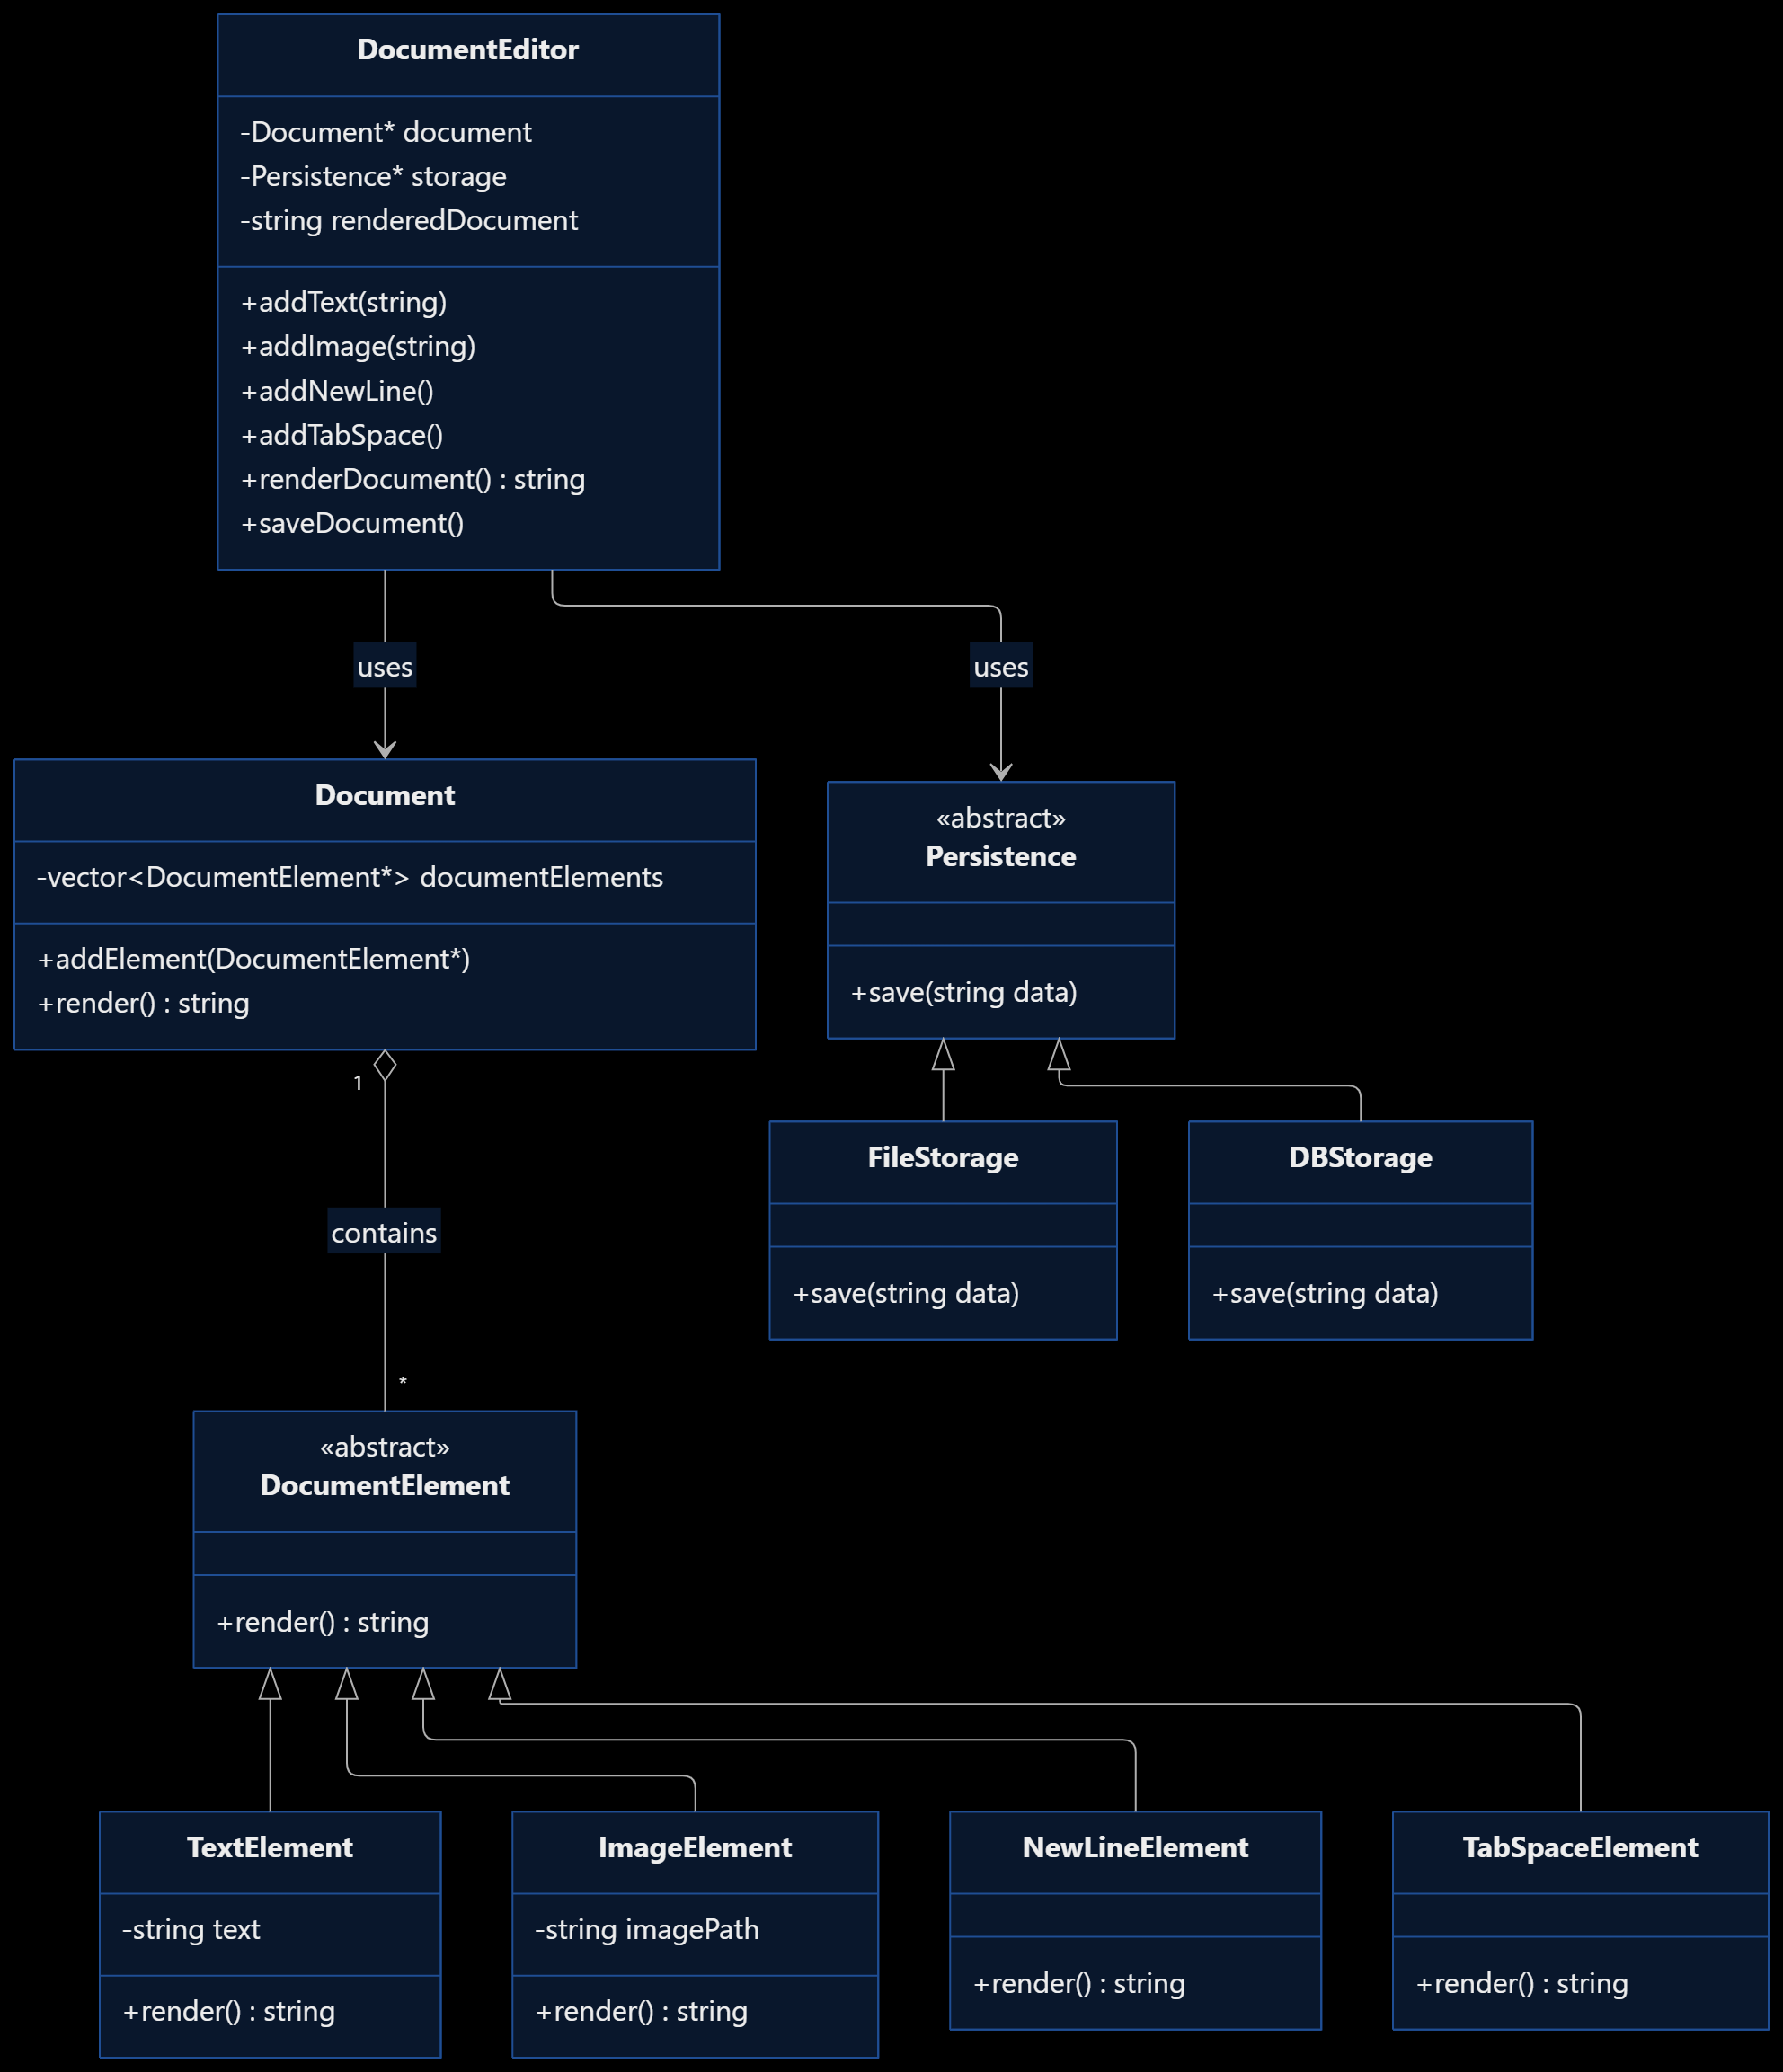 DocumentEditor
-Document* document
-Persistence* storage
-string renderedDocument
+addText(string)
+addImage(string)
+addNewLine()
+addTabSpace()
+renderDocument() : string
+saveDocument()
uses
uses
Document
-vector<DocumentElement*> documentElements
+addElement(DocumentElement*)
+render() : string
«abstract»
Persistence
+save(string data)
1
contains
*
FileStorage
+save(string data)
DBStorage
+save(string data)
«abstract»
DocumentElement
+render() : string
TextElement
-string text
+render() : string
ImageElement
-string imagePath
+render() : string
NewLineElement
+render() : string
TabSpaceElement
+render() : string